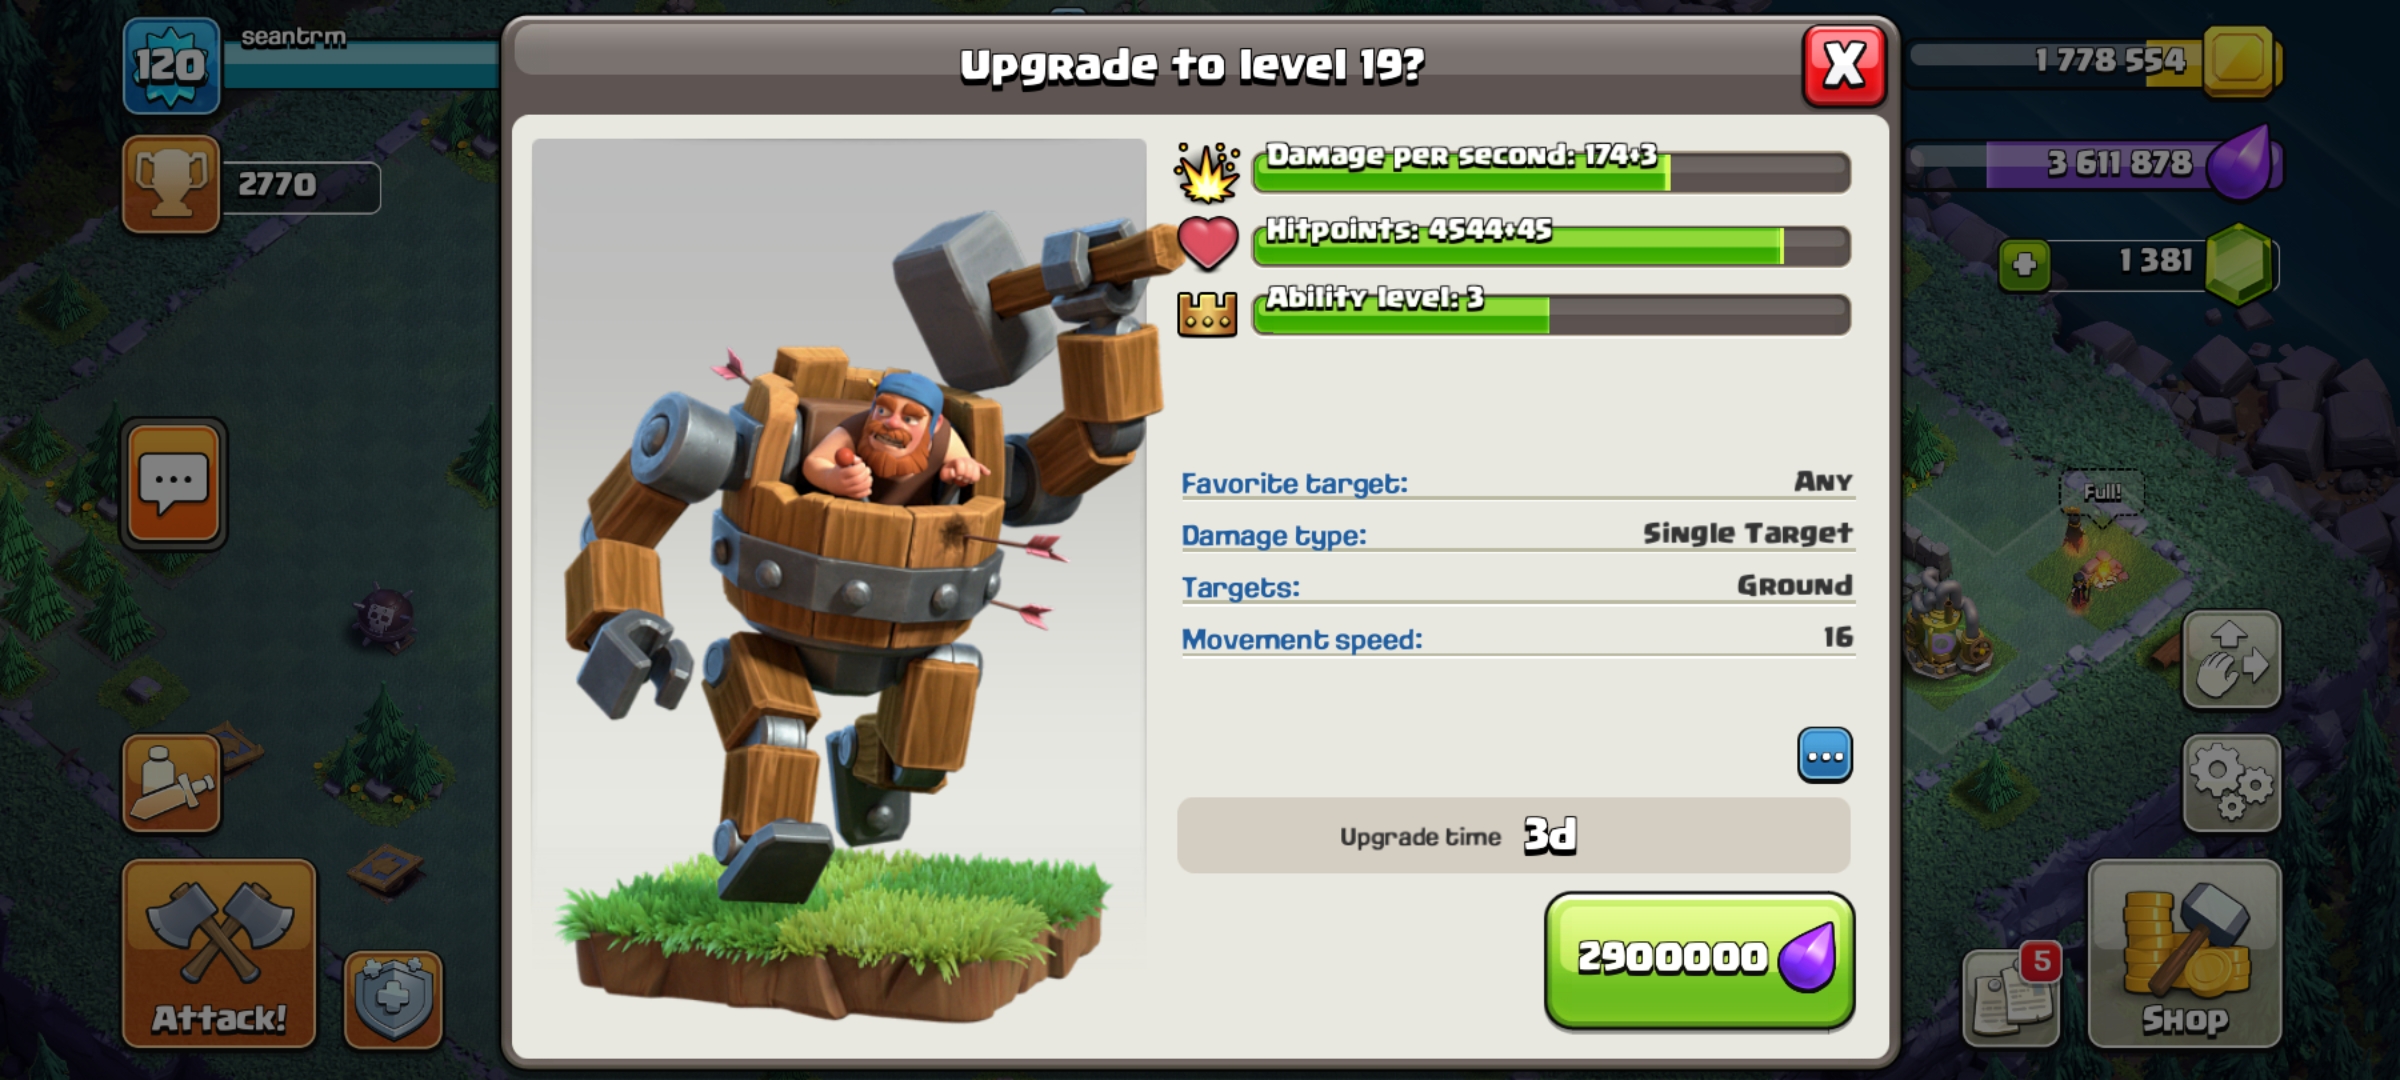 120
seantrm
2770
Upgrade to level 19?
X
1 778 554
3 611 878
1 381
Damage per second: 174+3
Hitpoints: 4544+45
Ability level: 3
Favorite target: Any
Damage type: Single Target
Targets: Ground
Movement speed: 16
Full!
Upgrade time 3d
2900000
Attack!
5
Shop